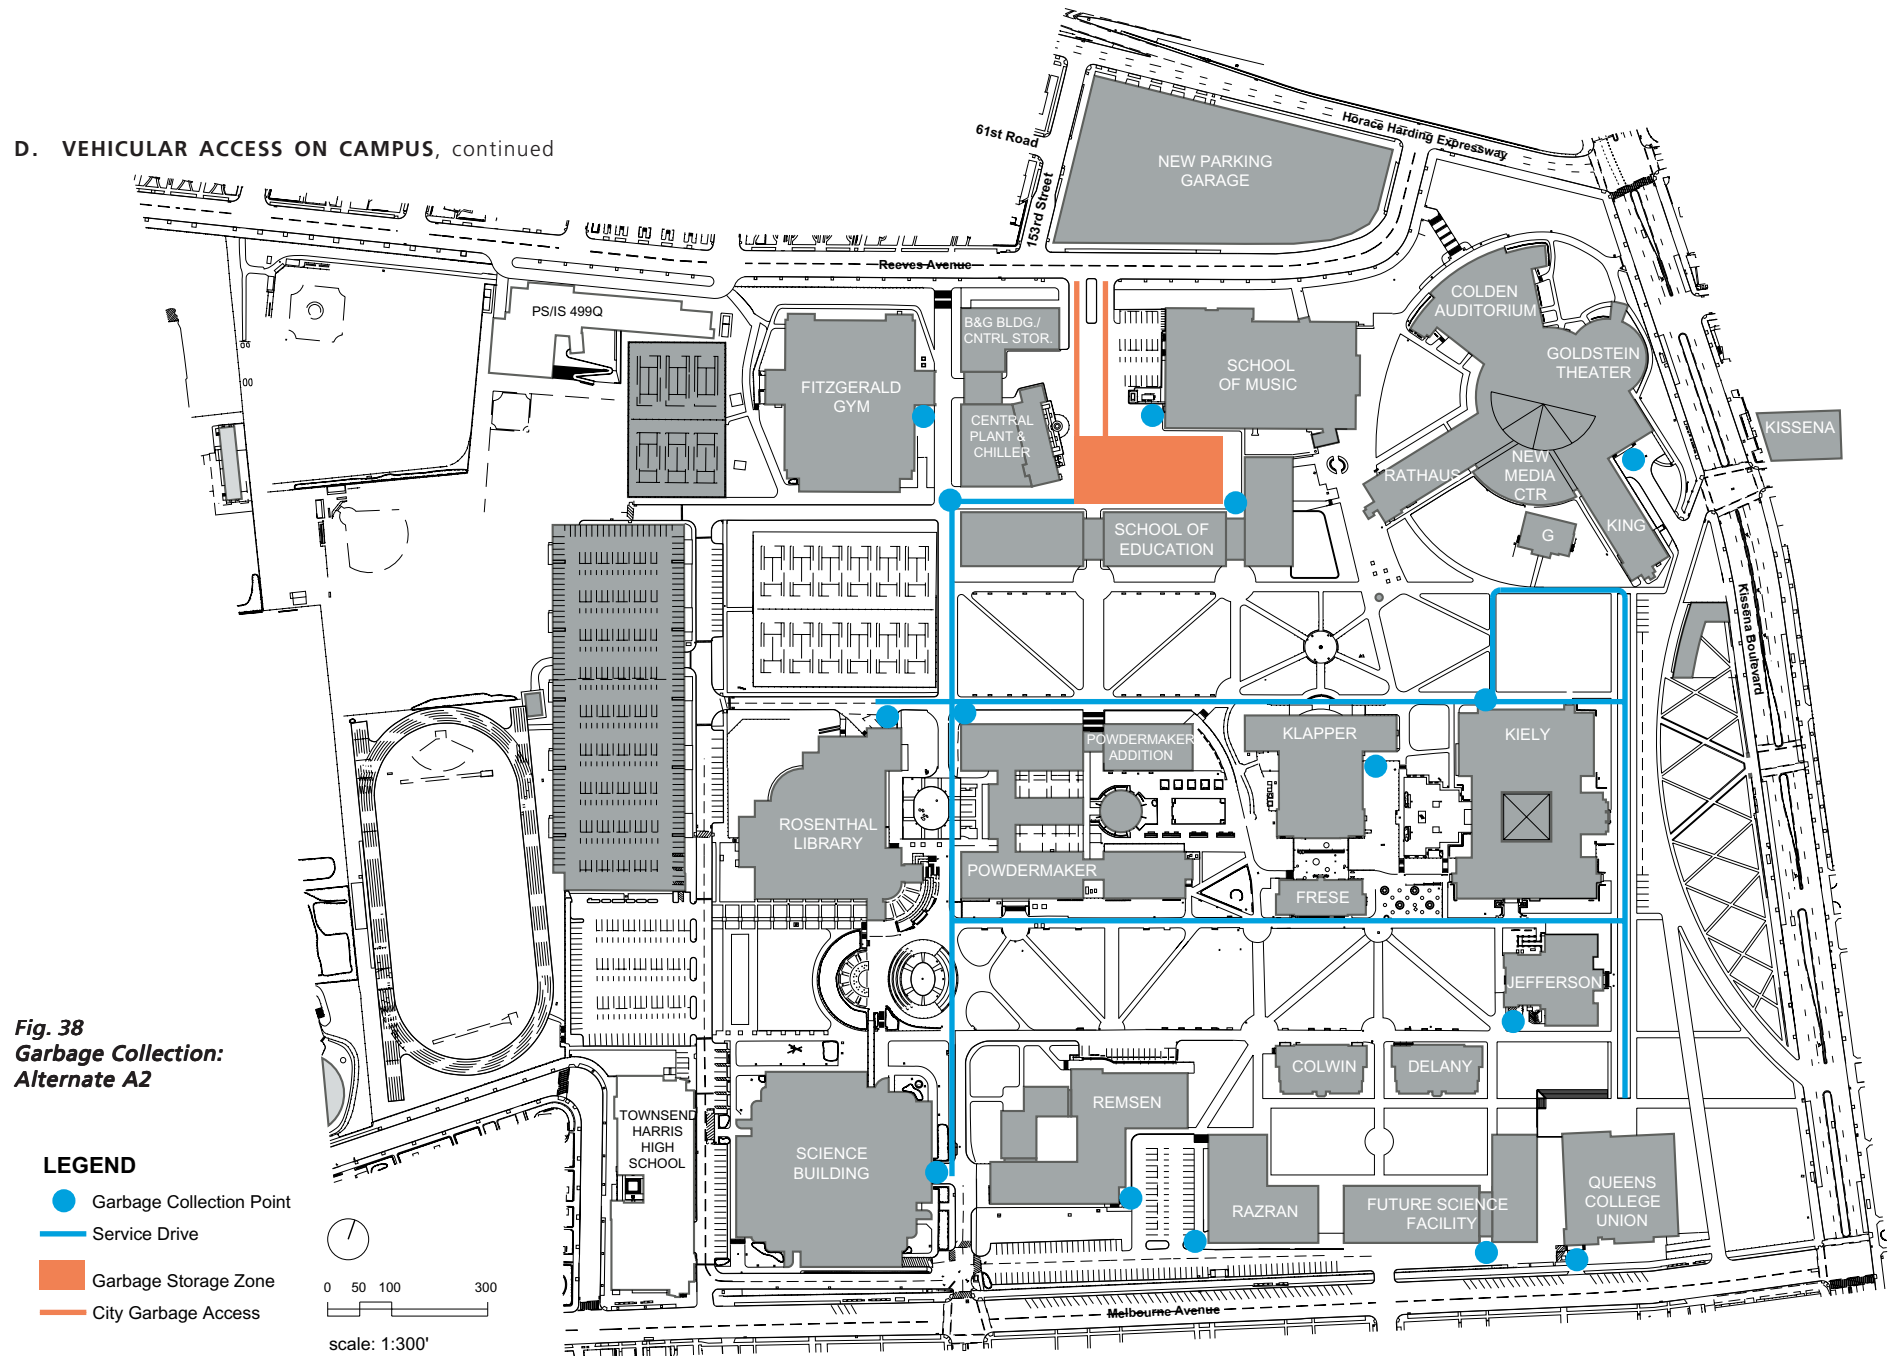 D. VEHICULAR ACCESS ON CAMPUS, continued
61st Road
153rd Street
Horace Harding Expressway
NEW PARKING
GARAGE
Reeves Avenue
PS/IS 499Q
B&G BLDG./
CNTRL STOR.
FITZGERALD
GYM
CENTRAL
PLANT &
CHILLER
SCHOOL
OF MUSIC
COLDEN
AUDITORIUM
GOLDSTEIN
THEATER
KISSENA
RATHAUS
NEW
MEDIA
CTR
KING
G
SCHOOL OF
EDUCATION
Kissena Boulevard
POWDERMAKER
ADDITION
KLAPPER
KIELY
ROSENTHAL
LIBRARY
POWDERMAKER
FRESE
JEFFERSON
COLWIN
DELANY
REMSEN
TOWNSEND
HARRIS
HIGH
SCHOOL
SCIENCE
BUILDING
RAZRAN
FUTURE SCIENCE
FACILITY
QUEENS
COLLEGE
UNION
Melbourne Avenue
Fig. 38
Garbage Collection:
Alternate A2
LEGEND
Garbage Collection Point
Service Drive
Garbage Storage Zone
City Garbage Access
0 50 100 300
scale: 1:300'